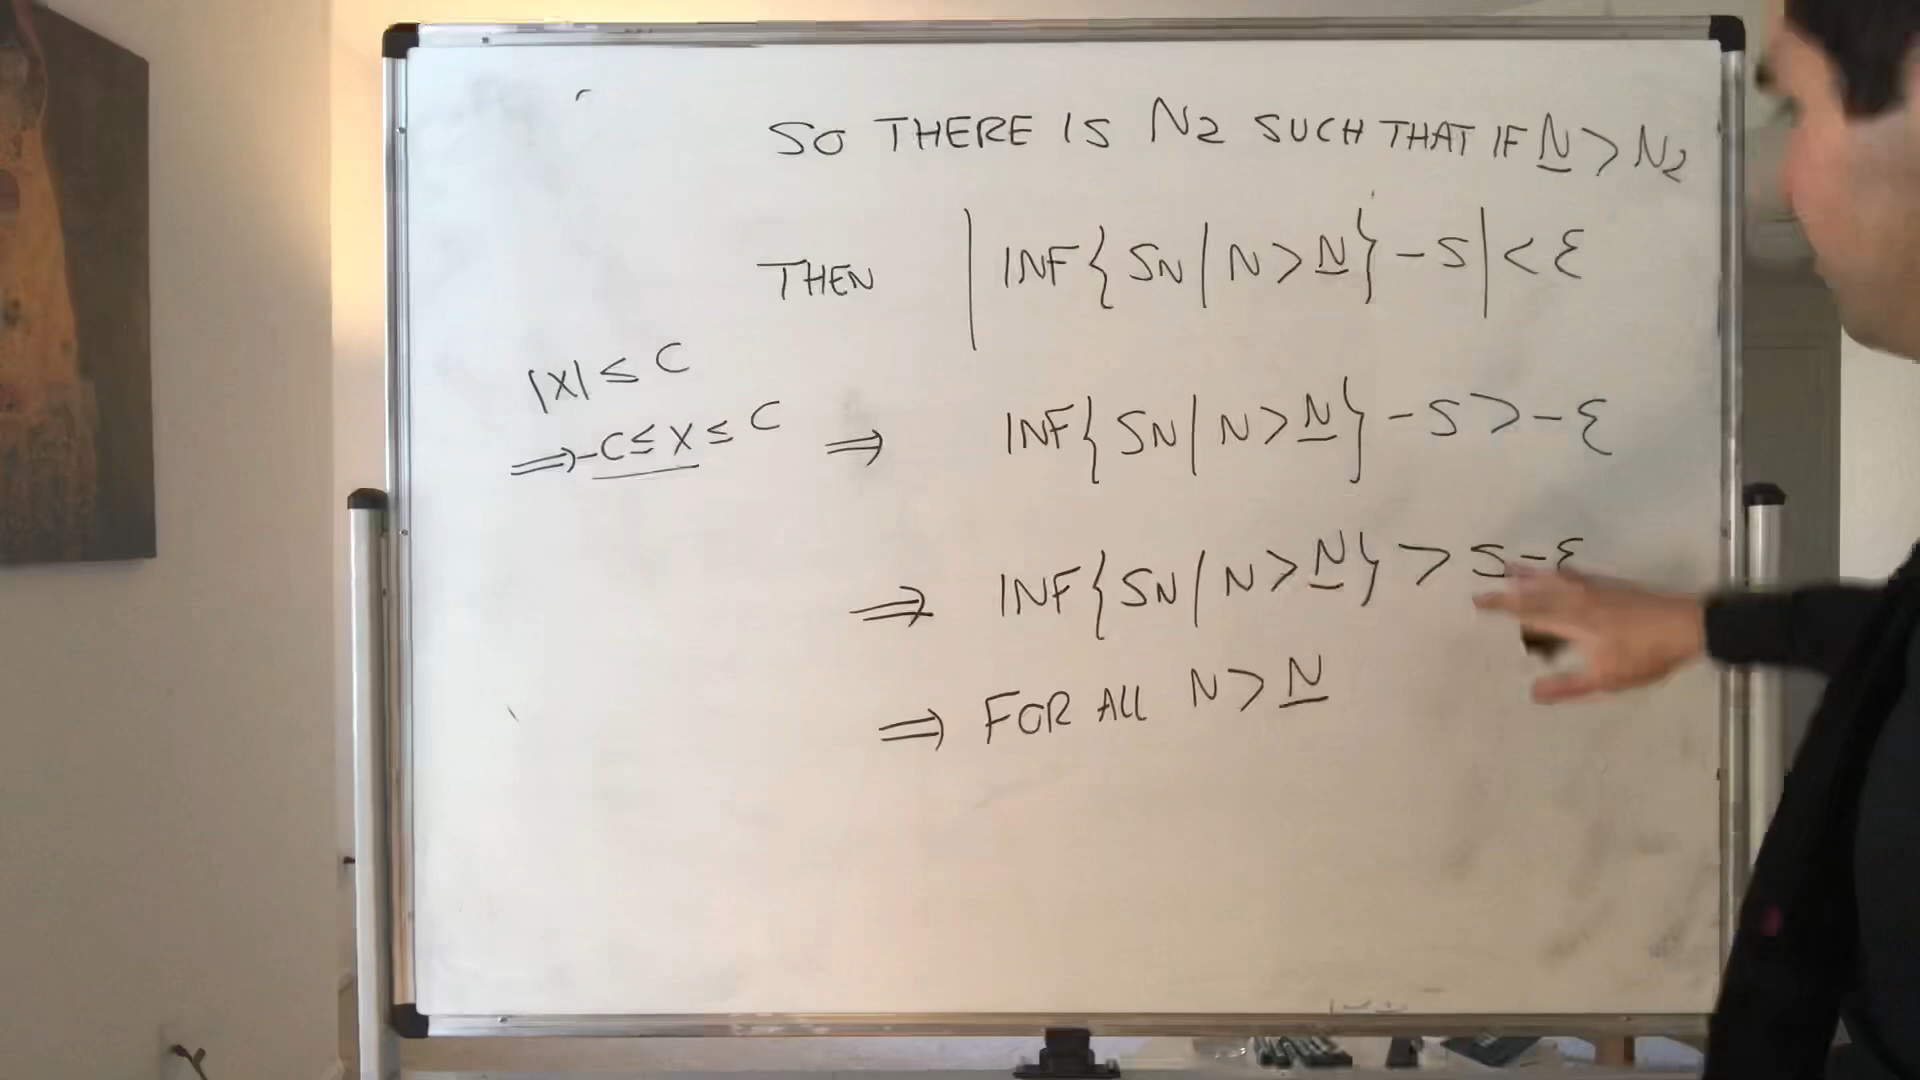 SO THERE IS N₂ SUCH THAT IF N̲ > N₂
THEN | INF{ SN | N > N̲ } - S | < ε
|X| ≤ C
⇒ -C ≤ X ≤ C
⇒ INF{ SN | N > N̲ } - S > -ε
⇒ INF{ SN | N > N̲ } > S - ε
⇒ FOR ALL N > N̲